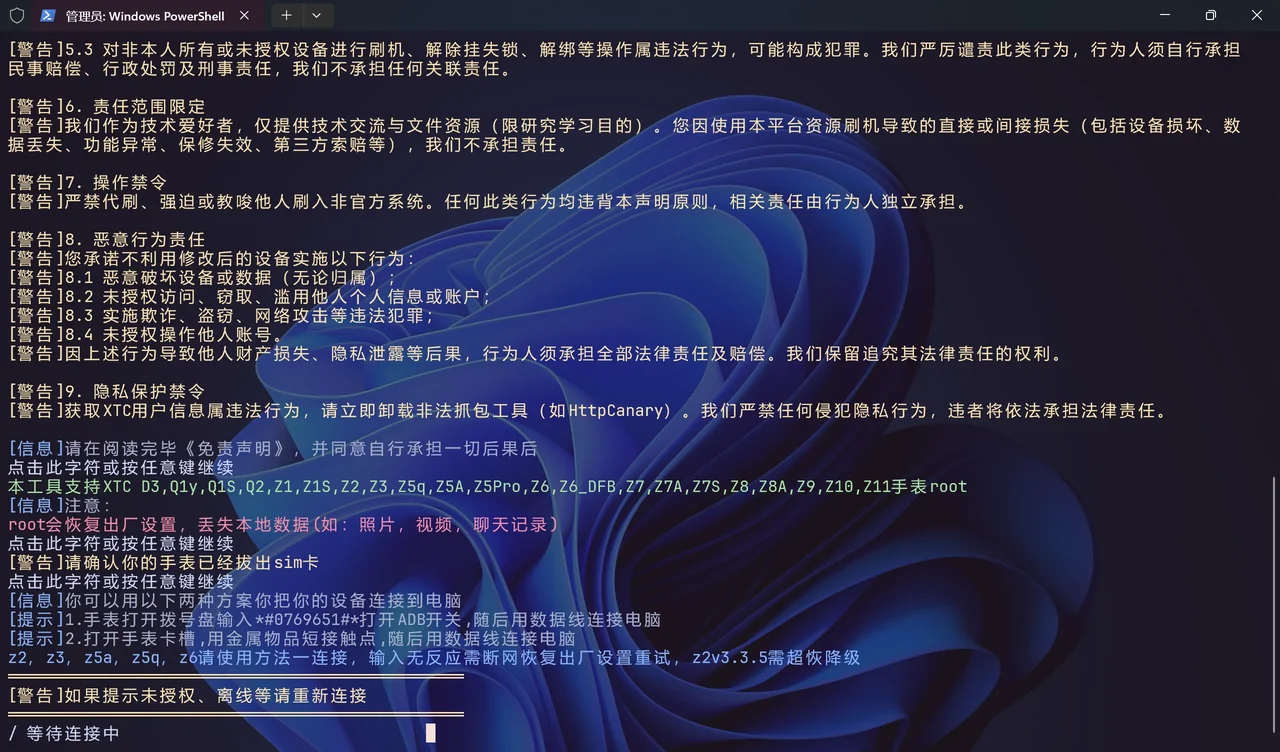 管理员: Windows PowerShell
[警告]5.3 对非本人所有或未授权设备进行刷机、解除挂失锁、解绑等操作属违法行为，可能构成犯罪。我们严厉谴责此类行为，行为人须自行承担
民事赔偿、行政处罚及刑事责任，我们不承担任何关联责任。
[警告]6. 责任范围限定
[警告]我们作为技术爱好者，仅提供技术交流与文件资源（限研究学习目的）。您因使用本平台资源刷机导致的直接或间接损失（包括设备损坏、数
据丢失、功能异常、保修失效、第三方索赔等），我们不承担责任。
[警告]7. 操作禁令
[警告]严禁代刷、强迫或教唆他人刷入非官方系统。任何此类行为均违背本声明原则，相关责任由行为人独立承担。
[警告]8. 恶意行为责任
[警告]您承诺不利用修改后的设备实施以下行为：
[警告]8.1 恶意破坏设备或数据（无论归属）；
[警告]8.2 未授权访问、窃取、滥用他人个人信息或账户；
[警告]8.3 实施欺诈、盗窃、网络攻击等违法犯罪；
[警告]8.4 未授权操作他人账号。
[警告]因上述行为导致他人财产损失、隐私泄露等后果，行为人须承担全部法律责任及赔偿。我们保留追究其法律责任的权利。
[警告]9. 隐私保护禁令
[警告]获取XTC用户信息属违法行为，请立即卸载非法抓包工具（如HttpCanary）。我们严禁任何侵犯隐私行为，违者将依法承担法律责任。
[信息]请在阅读完毕《免责声明》，并同意自行承担一切后果后
点击此字符或按任意键继续
本工具支持XTC D3,Q1y,Q1S,Q2,Z1,Z1S,Z2,Z3,Z5q,Z5A,Z5Pro,Z6,Z6_DFB,Z7,Z7A,Z7S,Z8,Z8A,Z9,Z10,Z11手表root
[信息]注意：
root会恢复出厂设置，丢失本地数据(如：照片，视频，聊天记录)
点击此字符或按任意键继续
[警告]请确认你的手表已经拔出sim卡
点击此字符或按任意键继续
[信息]你可以用以下两种方案你把你的设备连接到电脑
[提示]1.手表打开拨号盘输入*#0769651#*打开ADB开关,随后用数据线连接电脑
[提示]2.打开手表卡槽,用金属物品短接触点,随后用数据线连接电脑
z2, z3, z5a, z5q, z6请使用方法一连接，输入无反应需断网恢复出厂设置重试，z2v3.3.5需超恢降级
[警告]如果提示未授权、离线等请重新连接
/ 等待连接中